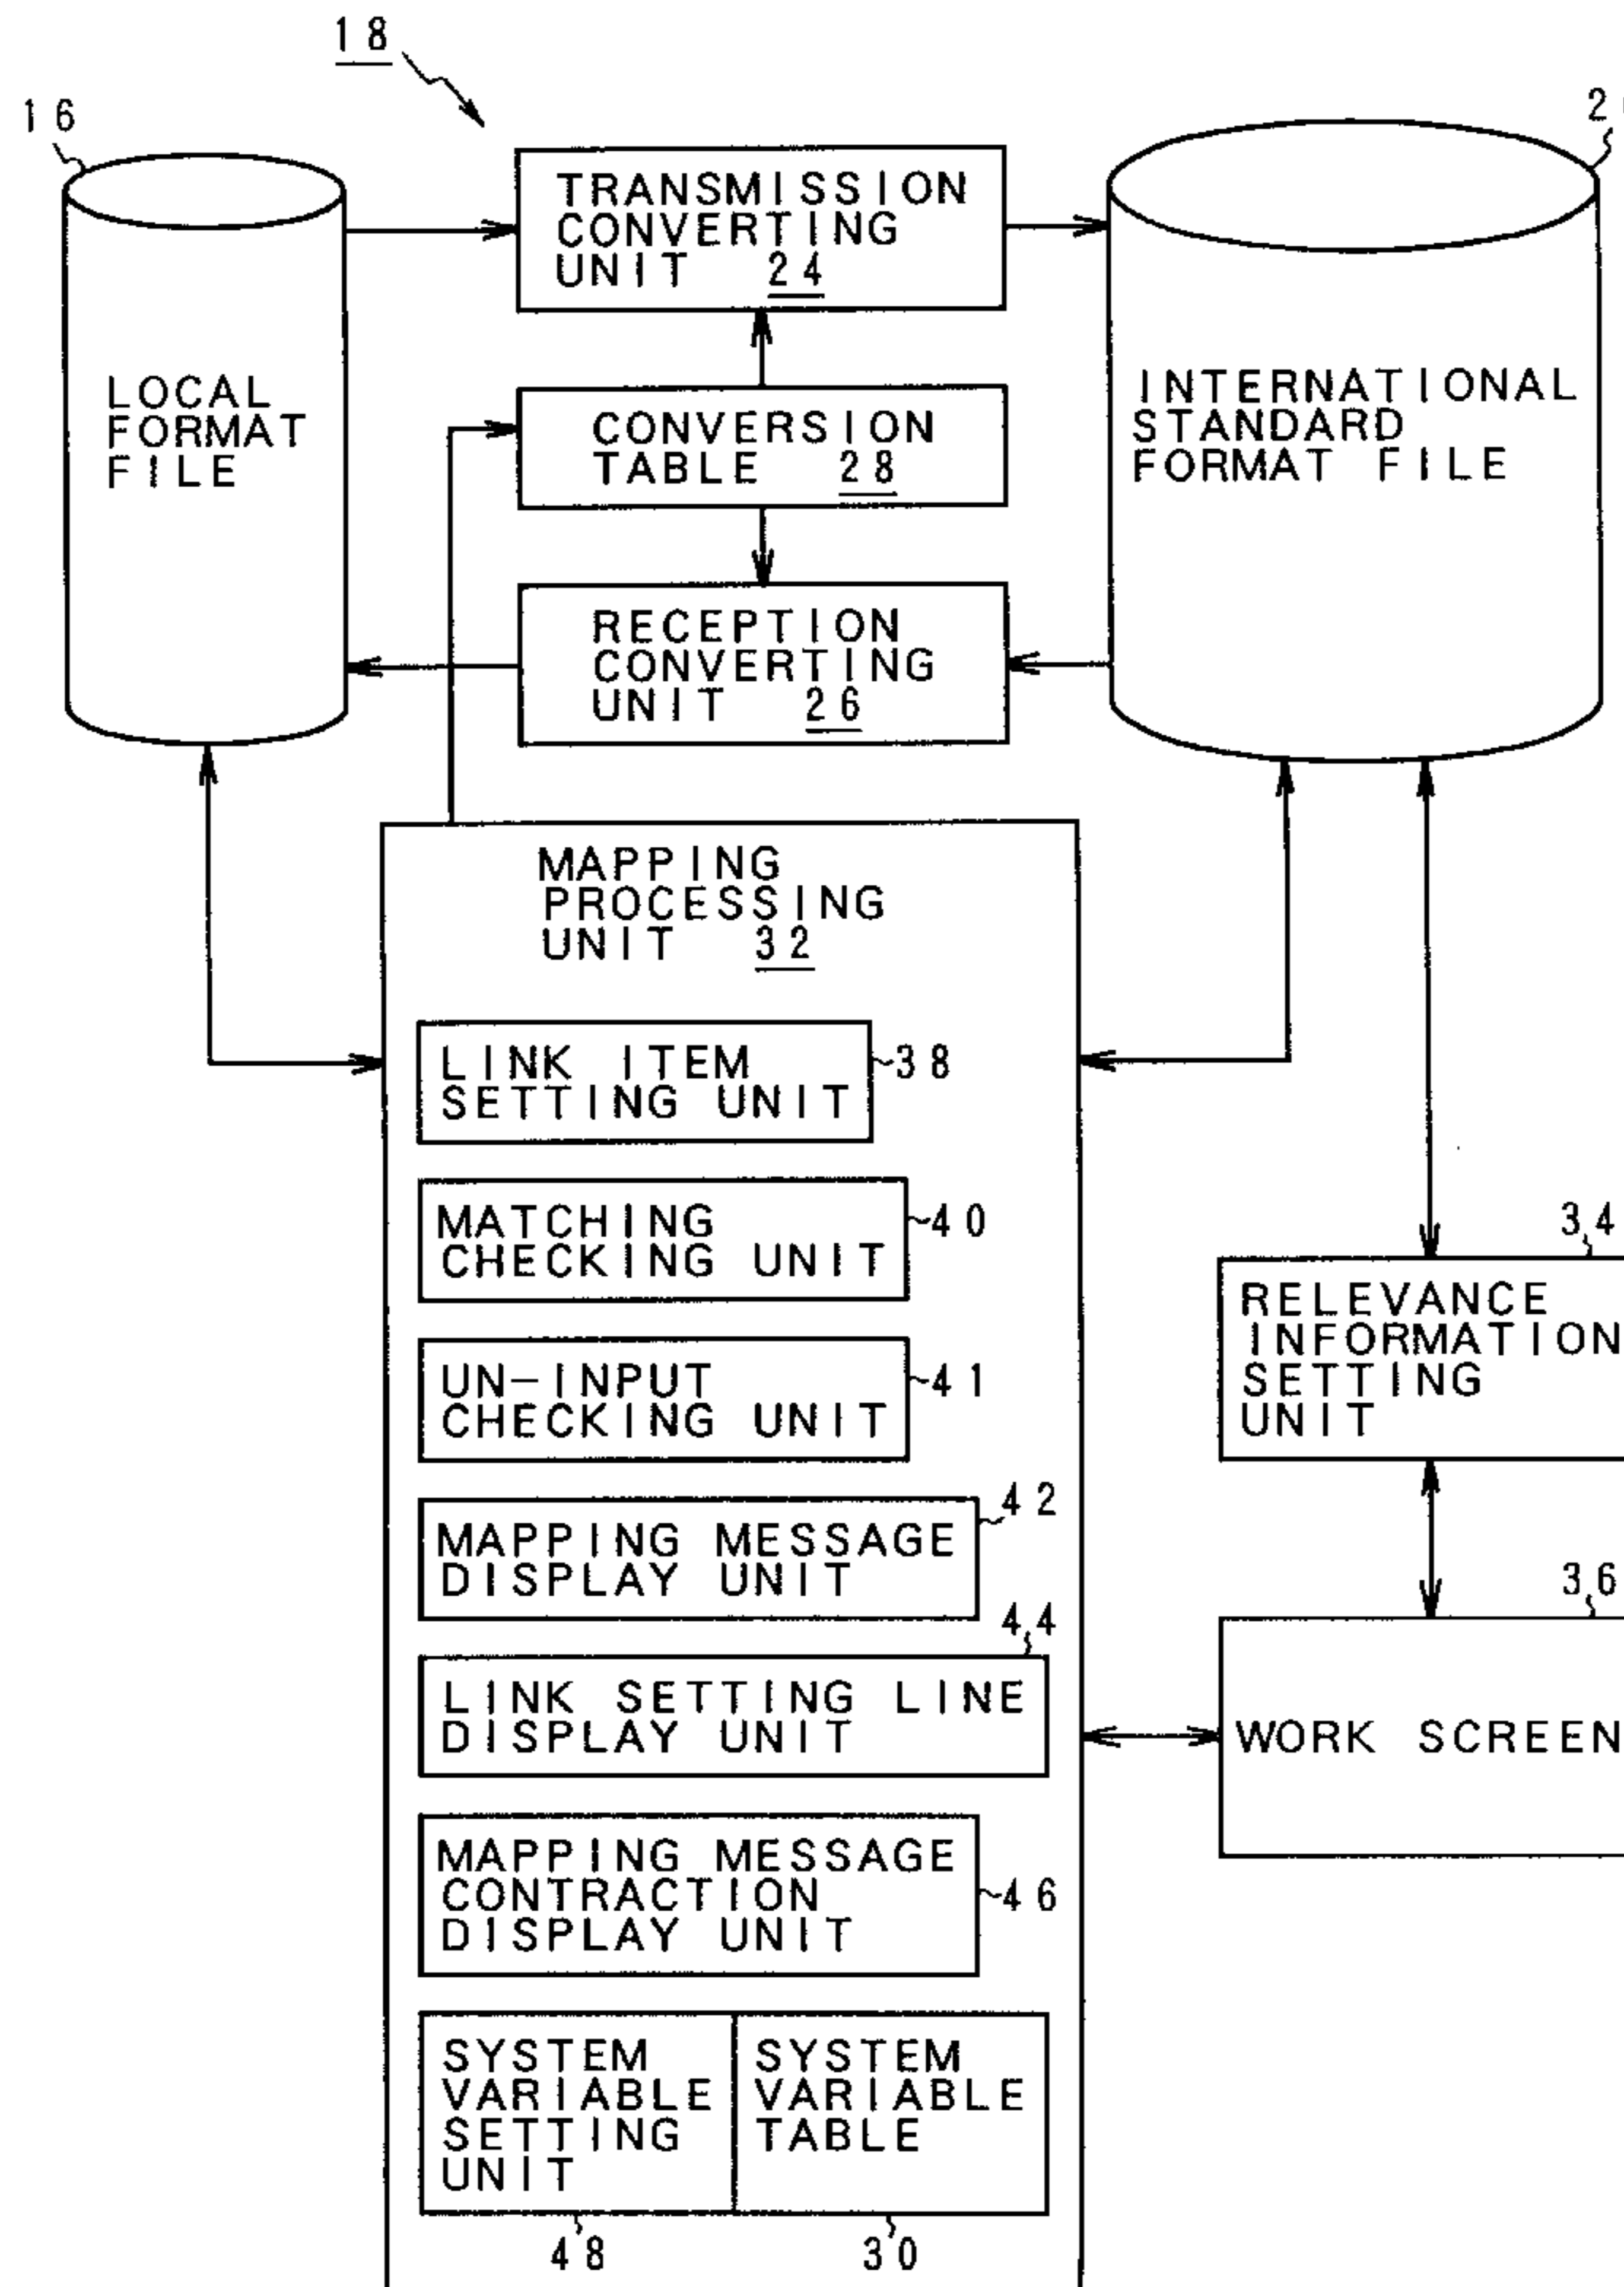 18
16
TRANSMISSION
CONVERTING
UNIT 24
LOCAL
FORMAT
FILE
CONVERSION
TABLE 28
INTERNATIONAL
STANDARD
FORMAT FILE
RECEPTION
CONVERTING
UNIT 26
MAPPING
PROCESSING
UNIT 32
LINK ITEM
SETTING UNIT
38
MATCHING
CHECKING UNIT
40
34
RELEVANCE
INFORMATION
SETTING
UNIT
UN-INPUT
CHECKING UNIT
41
MAPPING MESSAGE
DISPLAY UNIT
42
36
WORK SCREEN
44
LINK SETTING LINE
DISPLAY UNIT
MAPPING MESSAGE
CONTRACTION
DISPLAY UNIT
46
SYSTEM
VARIABLE
SETTING
UNIT
SYSTEM
VARIABLE
TABLE
48
30